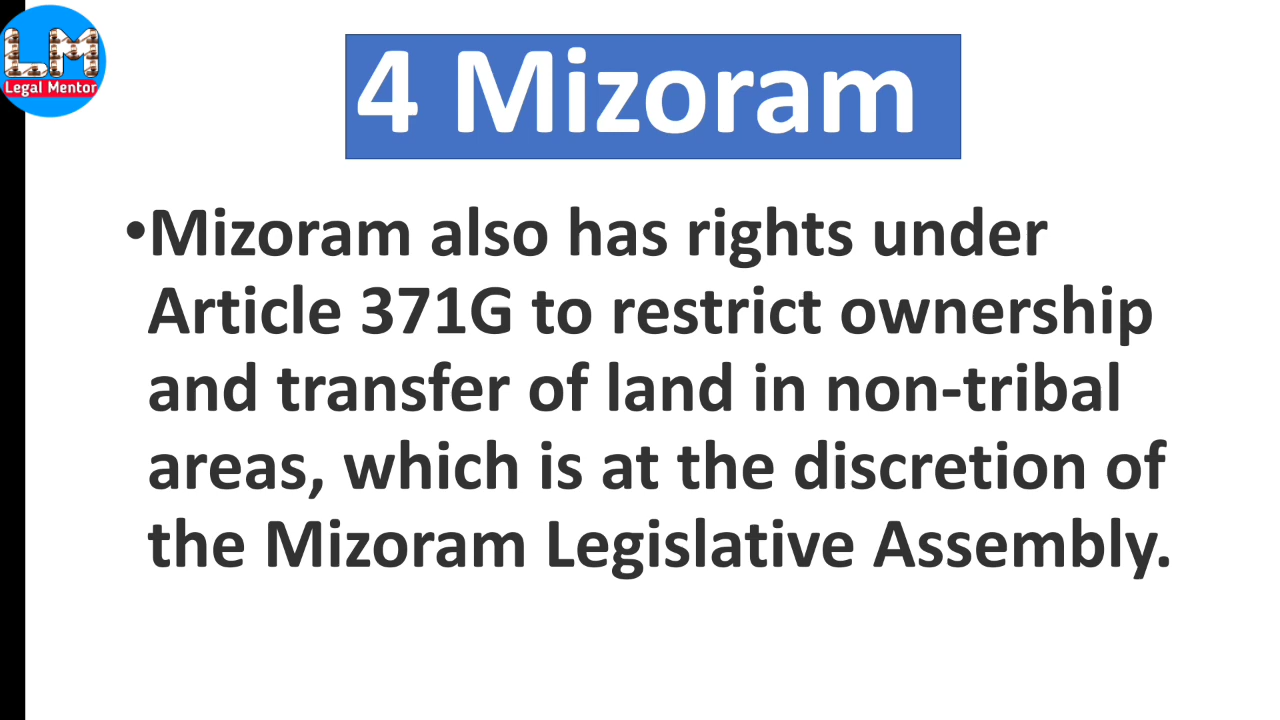 LM
Legal Mentor
4 Mizoram
•Mizoram also has rights under
Article 371G to restrict ownership
and transfer of land in non-tribal
areas, which is at the discretion of
the Mizoram Legislative Assembly.